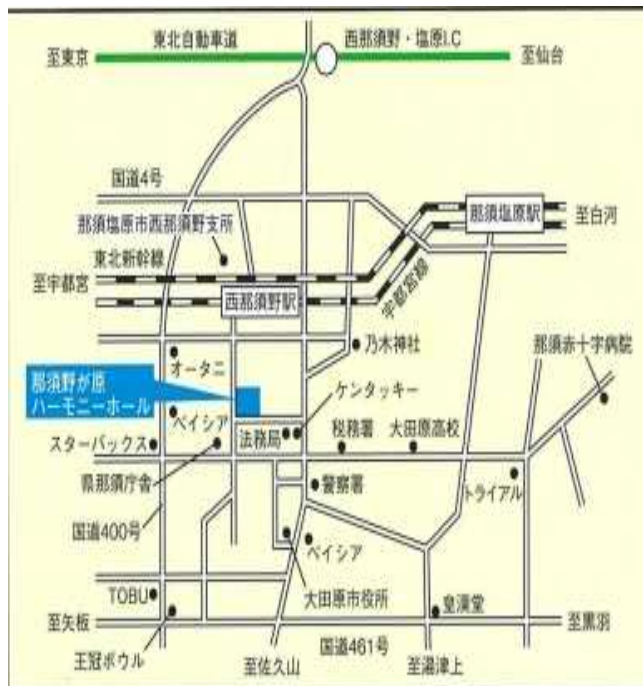 東北自動車道
西那須野・塩原I.C
至東京
至仙台
国道4号
那須塩原駅
至白河
那須塩原市西那須野支所
東北新幹線
至宇都宮
宇都宮線
西那須野駅
乃木神社
那須赤十字病院
オータニ
那須野が原
ハーモニーホール
ケンタッキー
ベイシア
法務局
税務署
大田原高校
スターバックス
県那須庁舎
警察署
トライアル
国道400号
ベイシア
TOBU
大田原市役所
皇漢堂
至矢板
至黒羽
王冠ボウル
国道461号
至佐久山
至湯津上